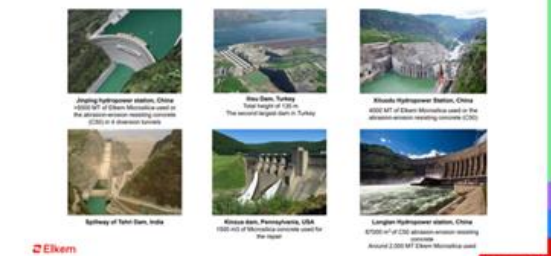 Jinping hydropower station, China
>5000 MT of Elkem Microsilica used or
the abrasion-erosion resisting concrete
(C50) in 4 diversion tunnels
Ilisu Dam, Turkey
Total height of 135 m
The second largest dam in Turkey
Xiluodu Hydropower Station, China
4000 MT of Elkem Microsilica used or the
abrasion-erosion resisting concrete (C50)
Spillway of Tehri Dam, India
Kinzua dam, Pennsylvania, USA
1500 m3 of Microsilica concrete used for
the repair
Longtan Hydropower station, China
87000 m³ of C50 abrasion-erosion resisting
concrete
Around 2,000 MT Elkem Microsilica used
Elkem